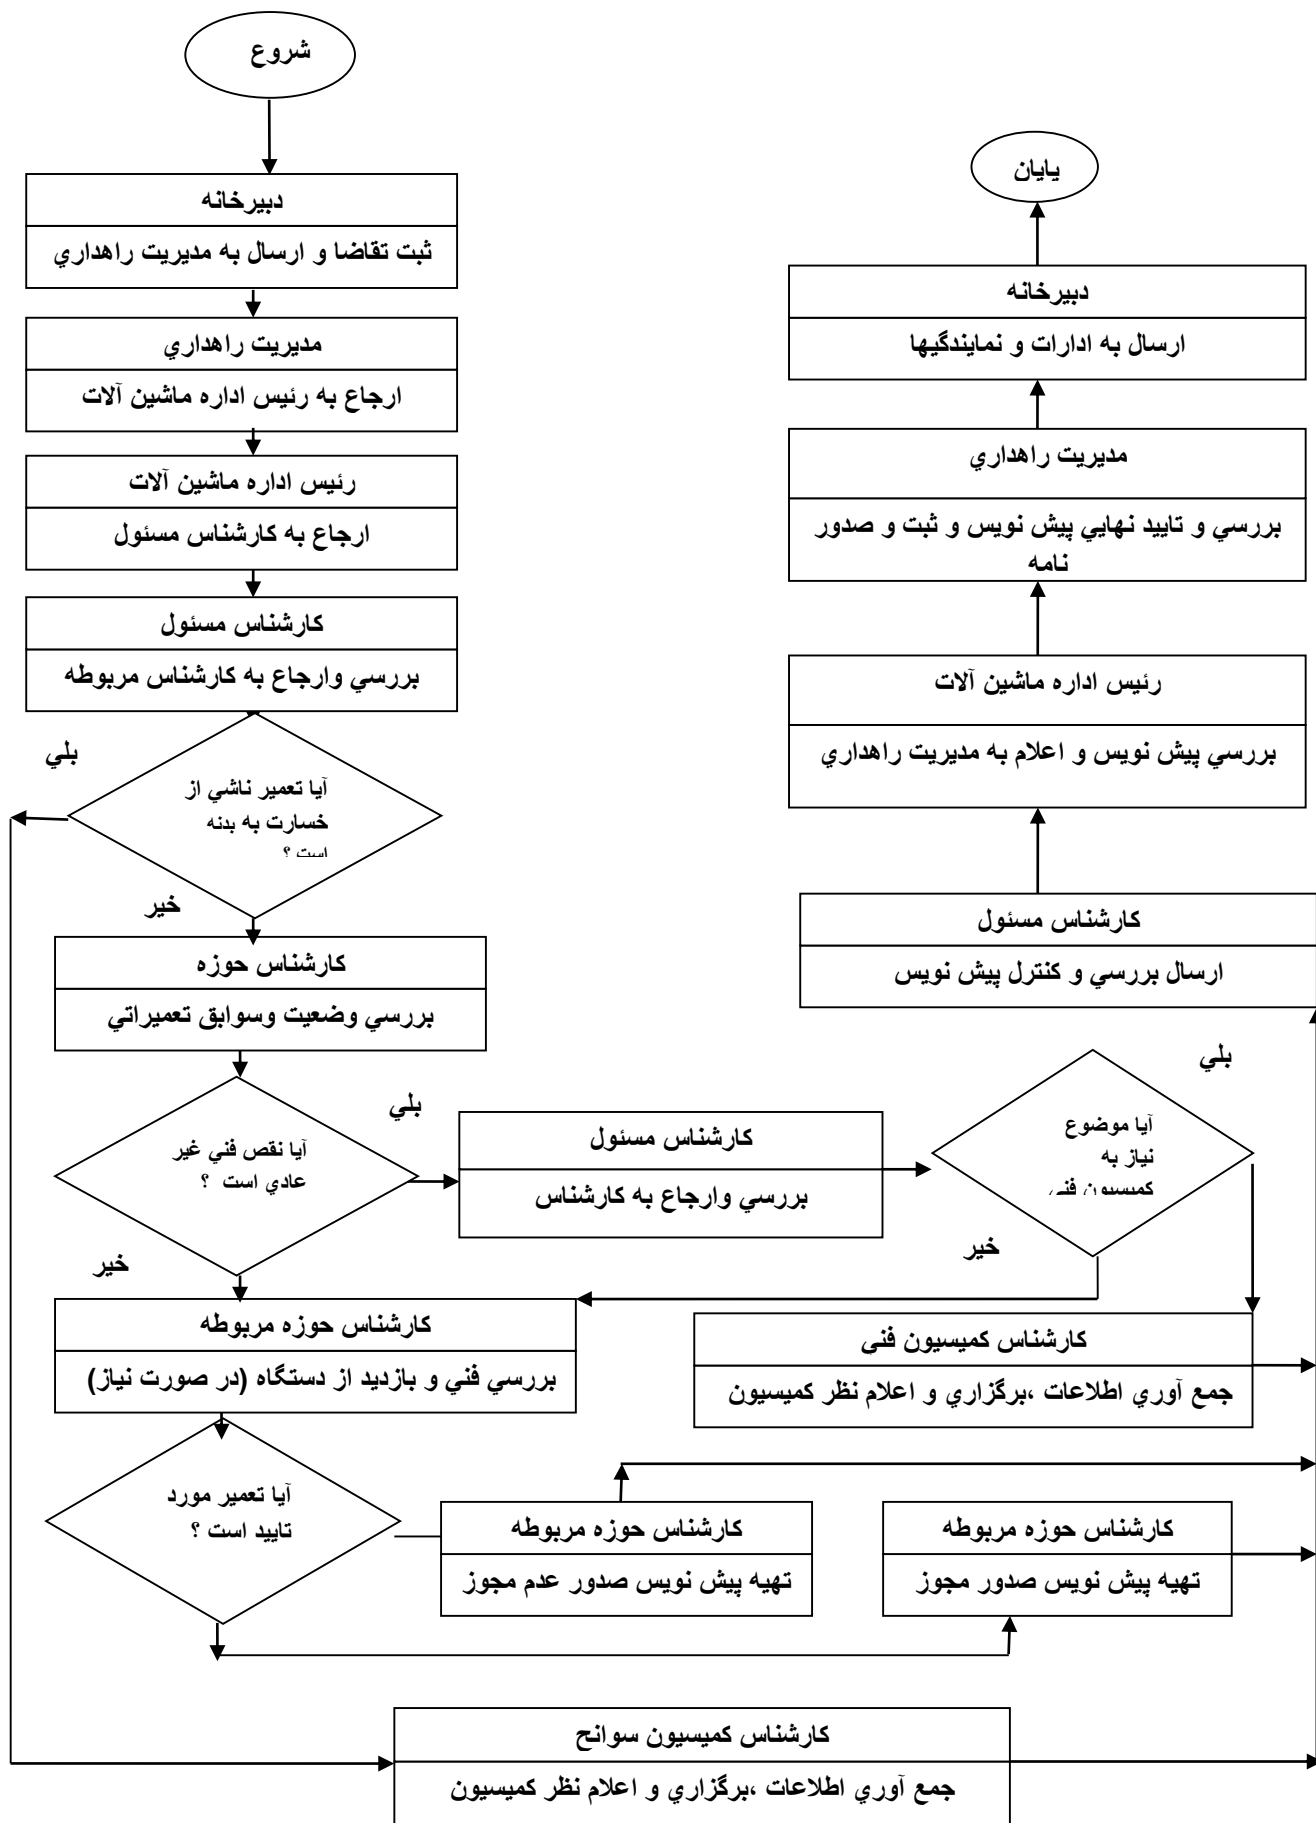 شروع
دبيرخانه
ثبت تقاضا و ارسال به مديريت راهداري
مديريت راهداري
ارجاع به رئيس اداره ماشين آلات
رئيس اداره ماشين آلات
ارجاع به كارشناس مسئول
كارشناس مسئول
بررسي وارجاع به كارشناس مربوطه
بلي
آيا تعمير ناشي از
خسارت به بدنه
است ؟
خير
كارشناس حوزه
بررسي وضعيت وسوابق تعميراتي
بلي
آيا نقص فني غير
عادي است ؟
خير
كارشناس مسئول
بررسي وارجاع به كارشناس
بلي
آيا موضوع
نياز به
كميسيون فني
خير
كارشناس حوزه مربوطه
بررسي فني و بازديد از دستگاه (در صورت نياز)
كارشناس كميسيون فني
جمع آوري اطلاعات ،برگزاري و اعلام نظر كميسيون
آيا تعمير مورد
تاييد است ؟
كارشناس حوزه مربوطه
تهيه پيش نويس صدور عدم مجوز
كارشناس حوزه مربوطه
تهيه پيش نويس صدور مجوز
كارشناس كميسيون سوانح
جمع آوري اطلاعات ،برگزاري و اعلام نظر كميسيون
كارشناس مسئول
ارسال بررسي و كنترل پيش نويس
رئيس اداره ماشين آلات
بررسي پيش نويس و اعلام به مديريت راهداري
مديريت راهداري
بررسي و تاييد نهايي پيش نويس و ثبت و صدور
نامه
دبيرخانه
ارسال به ادارات و نمايندگيها
پايان